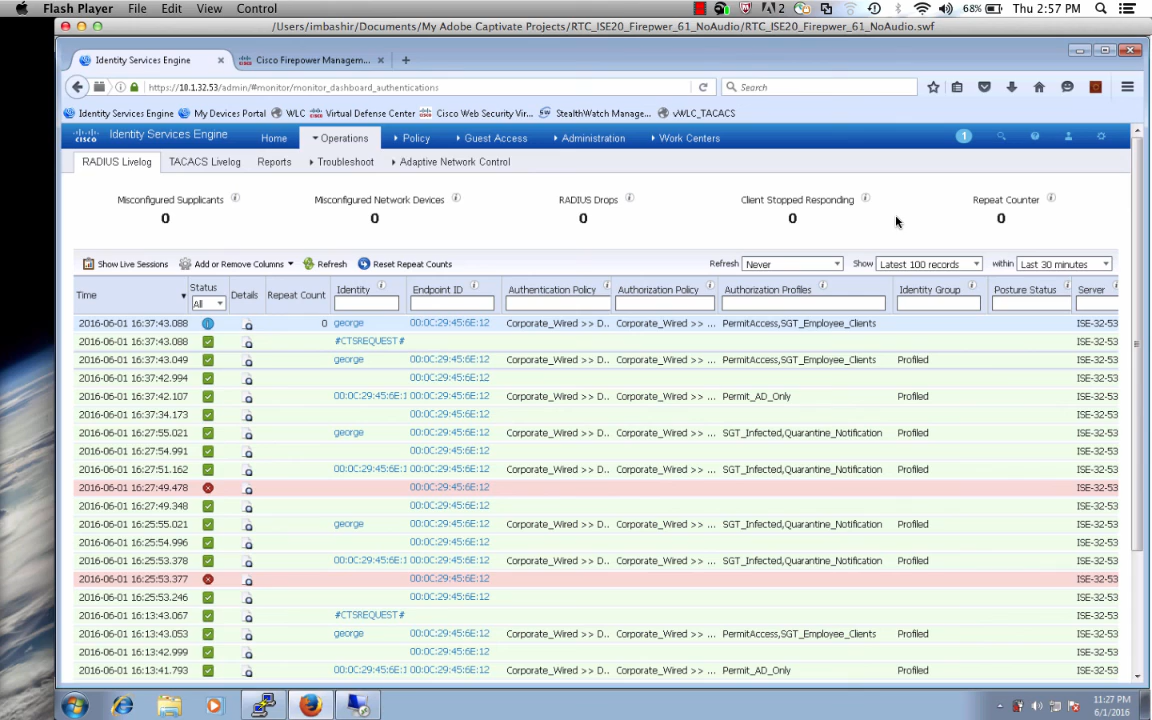 Flash Player File Edit View Control 2 68% Thu 2:57 PM
/Users/imbashir/Documents/My Adobe Captivate Projects/RTC_ISE20_Firepwer_61_NoAudio/RTC_ISE20_Firepwer_61_NoAudio.swf
Identity Services Engine × Cisco Firepower Managem... × +
https://10.1.32.53/admin/#monitor/monitor_dashboard_authentications Search
Identity Services Engine My Devices Portal WLC Virtual Defense Center Cisco Web Security Vir... StealthWatch Manage... vWLC_TACACS
cisco Identity Services Engine Home Operations Policy Guest Access Administration Work Centers 1
RADIUS Livelog TACACS Livelog Reports Troubleshoot Adaptive Network Control
Misconfigured Supplicants Misconfigured Network Devices RADIUS Drops Client Stopped Responding Repeat Counter
0 0 0 0 0
Show Live Sessions Add or Remove Columns Refresh Reset Repeat Counts Refresh Never Show Latest 100 records within Last 30 minutes
Time Status All Details Repeat Count Identity Endpoint ID Authentication Policy Authorization Policy Authorization Profiles Identity Group Posture Status Server
2016-06-01 16:37:43.088 0 george 00:0C:29:45:6E:12 Corporate_Wired >> D.. Corporate_Wired >> ... PermitAccess,SGT_Employee_Clients ISE-32-53
2016-06-01 16:37:43.088 #CTSREQUEST# ISE-32-53
2016-06-01 16:37:43.049 george 00:0C:29:45:6E:12 Corporate_Wired >> D.. Corporate_Wired >> ... PermitAccess,SGT_Employee_Clients Profiled ISE-32-53
2016-06-01 16:37:42.994 00:0C:29:45:6E:12 ISE-32-53
2016-06-01 16:37:42.107 00:0C:29:45:6E:1 00:0C:29:45:6E:12 Corporate_Wired >> D.. Corporate_Wired >> ... Permit_AD_Only Profiled ISE-32-53
2016-06-01 16:37:34.173 00:0C:29:45:6E:12 ISE-32-53
2016-06-01 16:27:55.021 george 00:0C:29:45:6E:12 Corporate_Wired >> D.. Corporate_Wired >> ... SGT_Infected,Quarantine_Notification Profiled ISE-32-53
2016-06-01 16:27:54.991 00:0C:29:45:6E:12 ISE-32-53
2016-06-01 16:27:51.162 00:0C:29:45:6E:1 00:0C:29:45:6E:12 Corporate_Wired >> D.. Corporate_Wired >> ... SGT_Infected,Quarantine_Notification Profiled ISE-32-53
2016-06-01 16:27:49.478 00:0C:29:45:6E:12 ISE-32-53
2016-06-01 16:27:49.348 00:0C:29:45:6E:12 ISE-32-53
2016-06-01 16:25:55.021 george 00:0C:29:45:6E:12 Corporate_Wired >> D.. Corporate_Wired >> ... SGT_Infected,Quarantine_Notification Profiled ISE-32-53
2016-06-01 16:25:54.996 00:0C:29:45:6E:12 ISE-32-53
2016-06-01 16:25:53.378 00:0C:29:45:6E:1 00:0C:29:45:6E:12 Corporate_Wired >> D.. Corporate_Wired >> ... SGT_Infected,Quarantine_Notification Profiled ISE-32-53
2016-06-01 16:25:53.377 00:0C:29:45:6E:12 ISE-32-53
2016-06-01 16:25:53.246 00:0C:29:45:6E:12 ISE-32-53
2016-06-01 16:13:43.067 #CTSREQUEST# ISE-32-53
2016-06-01 16:13:43.053 george 00:0C:29:45:6E:12 Corporate_Wired >> D.. Corporate_Wired >> ... PermitAccess,SGT_Employee_Clients Profiled ISE-32-53
2016-06-01 16:13:42.999 00:0C:29:45:6E:12 ISE-32-53
2016-06-01 16:13:41.793 00:0C:29:45:6E:1 00:0C:29:45:6E:12 Corporate_Wired >> D.. Corporate_Wired >> ... Permit_AD_Only Profiled ISE-32-53
11:27 PM
6/1/2016